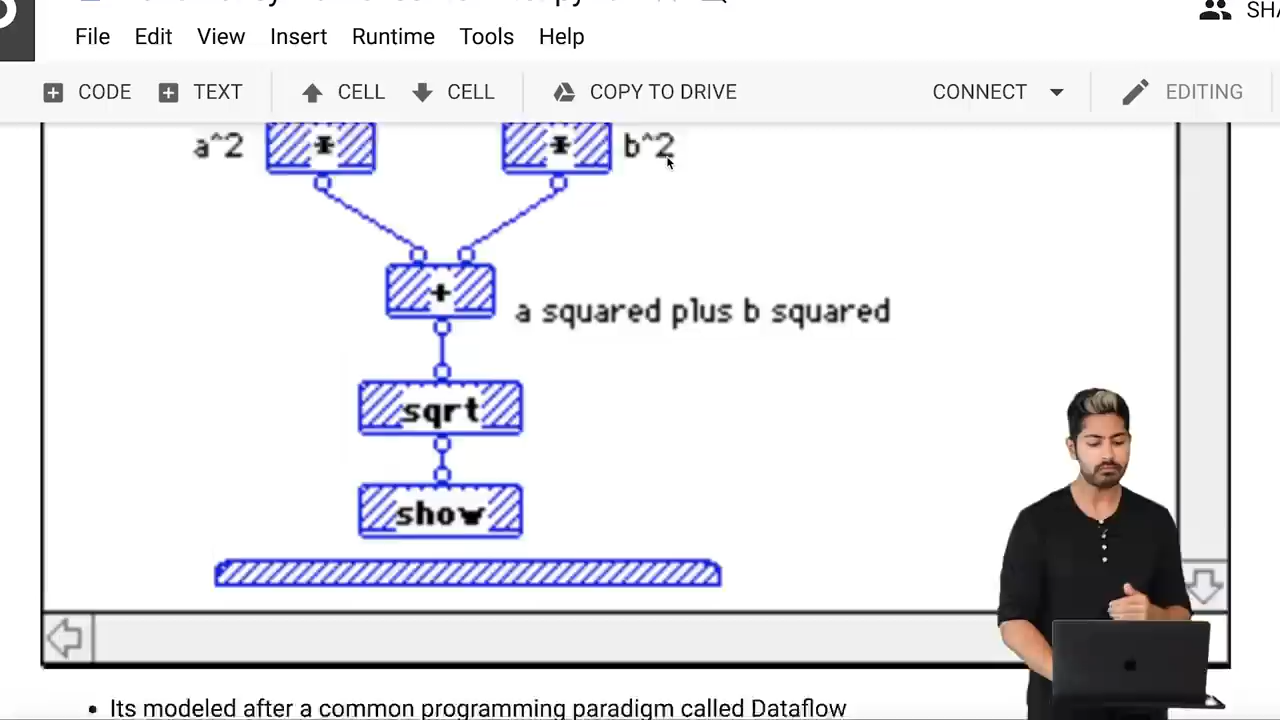 File Edit View Insert Runtime Tools Help
CODE TEXT CELL CELL COPY TO DRIVE CONNECT EDITING
a^2 * * b^2
+
a squared plus b squared
sqrt
show
• Its modeled after a common programming paradigm called Dataflow